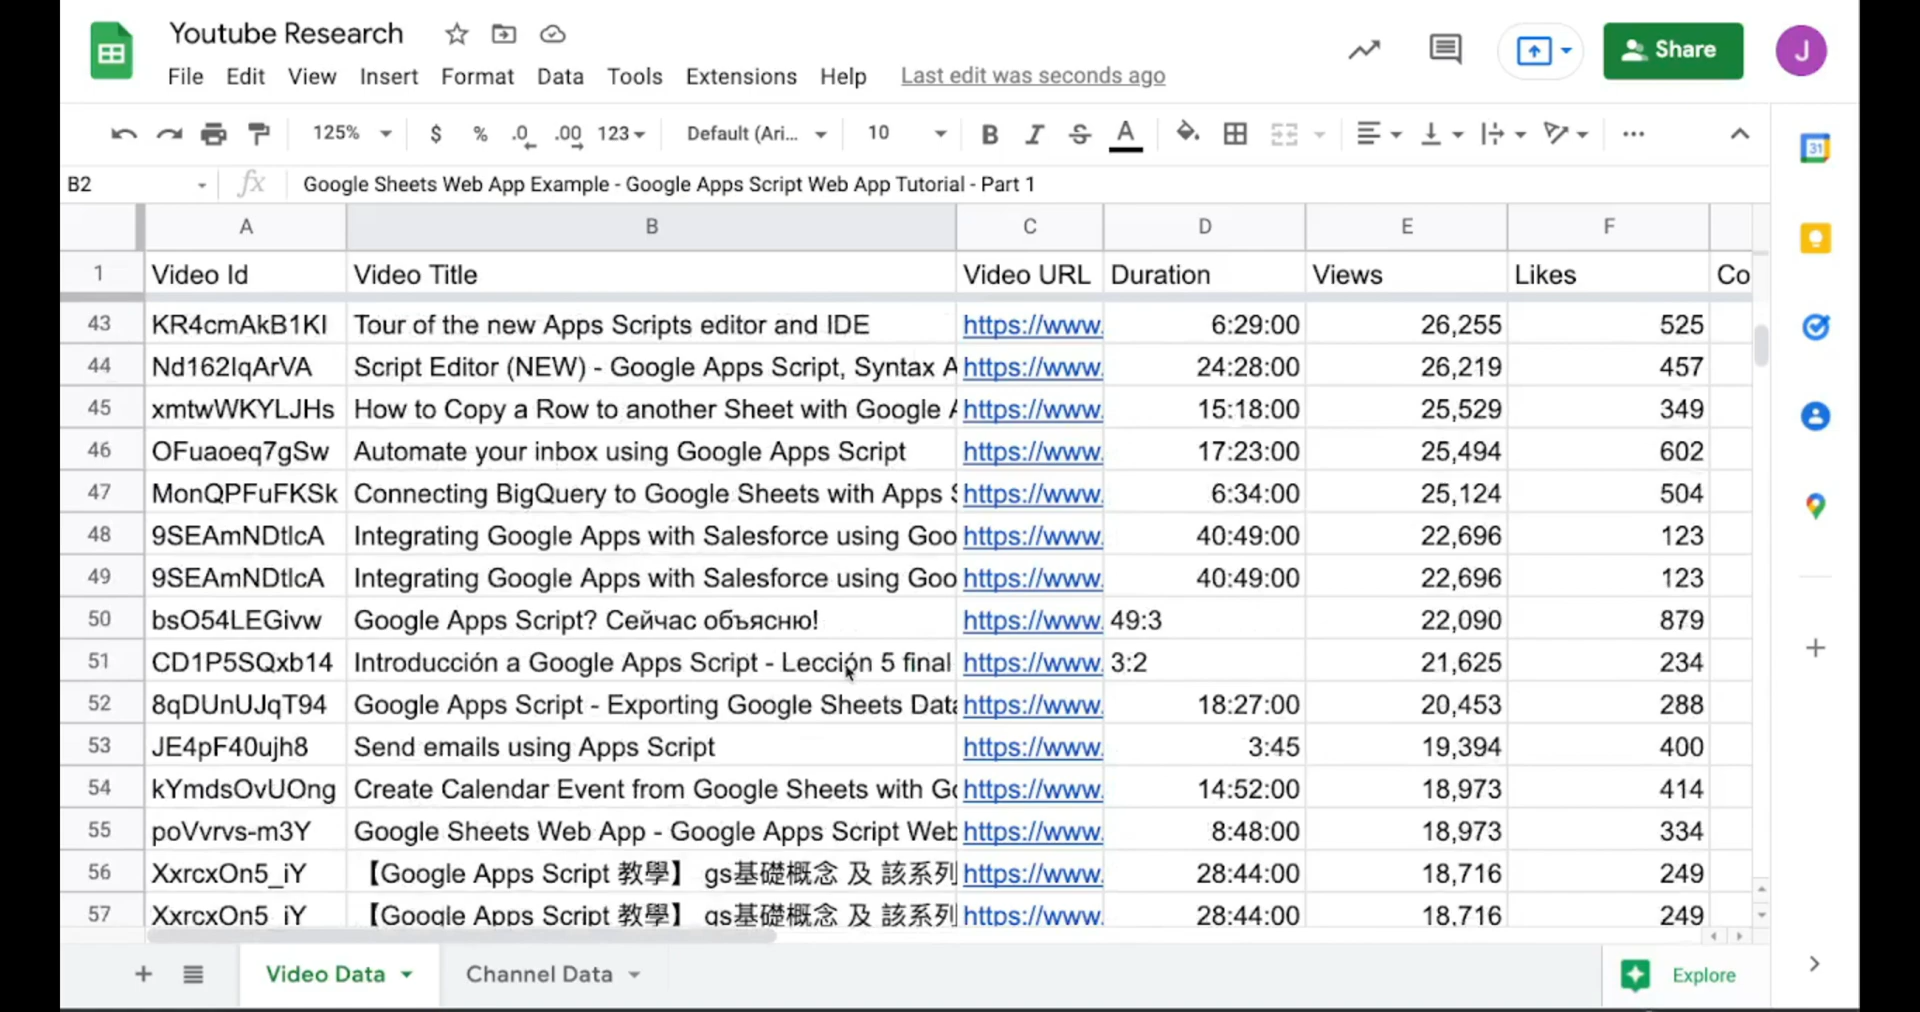 Youtube Research
File Edit View Insert Format Data Tools Extensions Help Last edit was seconds ago
Share
J
125% $ % .0 .00 123 Default (Ari... 10 B I S A
31
B2 fx Google Sheets Web App Example - Google Apps Script Web App Tutorial - Part 1
A B C D E F
1 Video Id Video Title Video URL Duration Views Likes Co
43 KR4cmAkB1KI Tour of the new Apps Scripts editor and IDE https://www. 6:29:00 26,255 525
44 Nd162IqArVA Script Editor (NEW) - Google Apps Script, Syntax A https://www. 24:28:00 26,219 457
45 xmtwWKYLJHs How to Copy a Row to another Sheet with Google A https://www. 15:18:00 25,529 349
46 OFuaoeq7gSw Automate your inbox using Google Apps Script https://www. 17:23:00 25,494 602
47 MonQPFuFKSk Connecting BigQuery to Google Sheets with Apps S https://www. 6:34:00 25,124 504
48 9SEAmNDtlcA Integrating Google Apps with Salesforce using Goo https://www. 40:49:00 22,696 123
49 9SEAmNDtlcA Integrating Google Apps with Salesforce using Goo https://www. 40:49:00 22,696 123
50 bsO54LEGivw Google Apps Script? Сейчас объясню! https://www. 49:3 22,090 879
51 CD1P5SQxb14 Introducción a Google Apps Script - Lección 5 final https://www. 3:2 21,625 234
52 8qDUnUJqT94 Google Apps Script - Exporting Google Sheets Data https://www. 18:27:00 20,453 288
53 JE4pF40ujh8 Send emails using Apps Script https://www. 3:45 19,394 400
54 kYmdsOvUOng Create Calendar Event from Google Sheets with Go https://www. 14:52:00 18,973 414
55 poVvrvs-m3Y Google Sheets Web App - Google Apps Script Web https://www. 8:48:00 18,973 334
56 XxrcxOn5_iY 【Google Apps Script 教學】 gs基礎概念 及 該系列 https://www. 28:44:00 18,716 249
57 XxrcxOn5_iY 【Google Apps Script 教學】 gs基礎概念 及 該系列 https://www. 28:44:00 18,716 249
Video Data Channel Data Explore